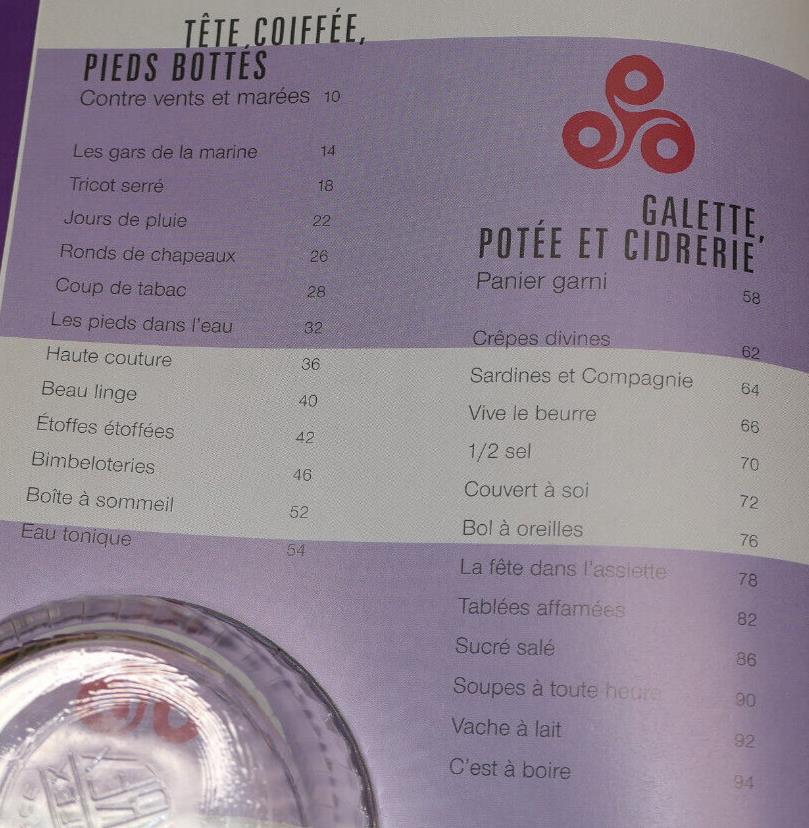 TÊTE COIFFÉE,
PIEDS BOTTÉS
Contre vents et marées 10
Les gars de la marine 14
Tricot serré 18
Jours de pluie 22
Ronds de chapeaux 26
Coup de tabac 28
Les pieds dans l'eau 32
Haute couture 36
Beau linge 40
Étoffes étoffées 42
Bimbeloteries 46
Boîte à sommeil 52
Eau tonique 54
GALETTE,
POTÉE ET CIDRERIE
Panier garni 58
Crêpes divines 62
Sardines et Compagnie 64
Vive le beurre 66
1/2 sel 70
Couvert à soi 72
Bol à oreilles 76
La fête dans l'assiette 78
Tablées affamées 82
Sucré salé 86
Soupes à toute heure 90
Vache à lait 92
C'est à boire 94